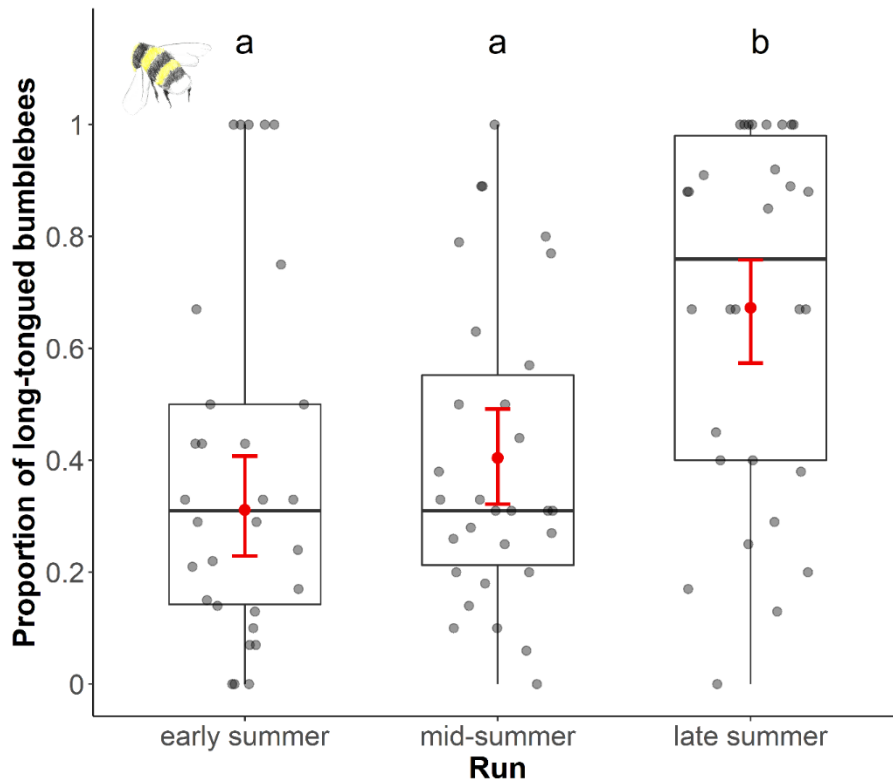 a a b
Proportion of long-tongued bumblebees
1
0.8
0.6
0.4
0.2
0
early summer mid-summer late summer
Run